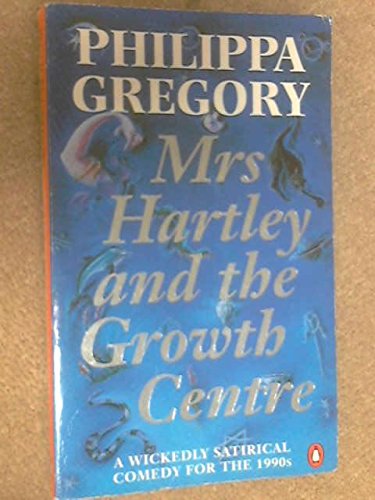 PHILIPPA
GREGORY
Mrs
Hartley
and the
Growth
Centre
A WICKEDLY SATIRICAL
COMEDY FOR THE 1990s